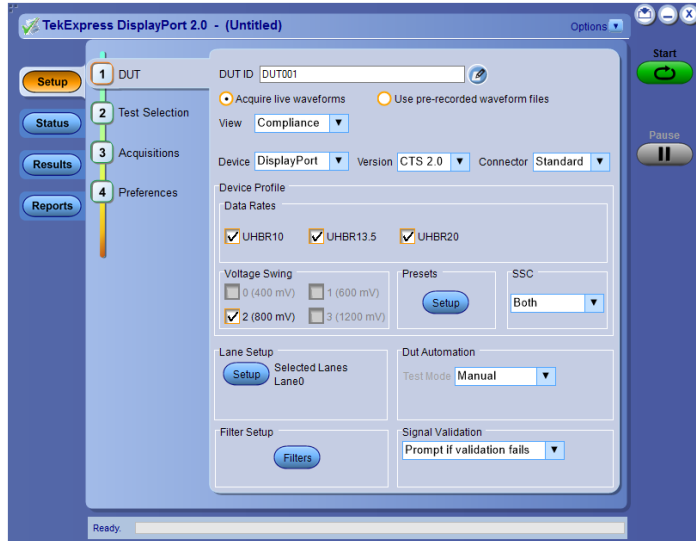 TekExpress DisplayPort 2.0 - (Untitled) Options
Start
Pause
Setup
Status
Results
Reports
1 DUT
2 Test Selection
3 Acquisitions
4 Preferences
DUT ID DUT001
Acquire live waveforms Use pre-recorded waveform files
View Compliance
Device DisplayPort Version CTS 2.0 Connector Standard
Device Profile
Data Rates
UHBR10 UHBR13.5 UHBR20
Voltage Swing
0 (400 mV) 1 (600 mV)
2 (800 mV) 3 (1200 mV)
Presets
Setup
SSC
Both
Lane Setup
Setup Selected Lanes
Lane0
Dut Automation
Test Mode Manual
Filter Setup
Filters
Signal Validation
Prompt if validation fails
Ready.